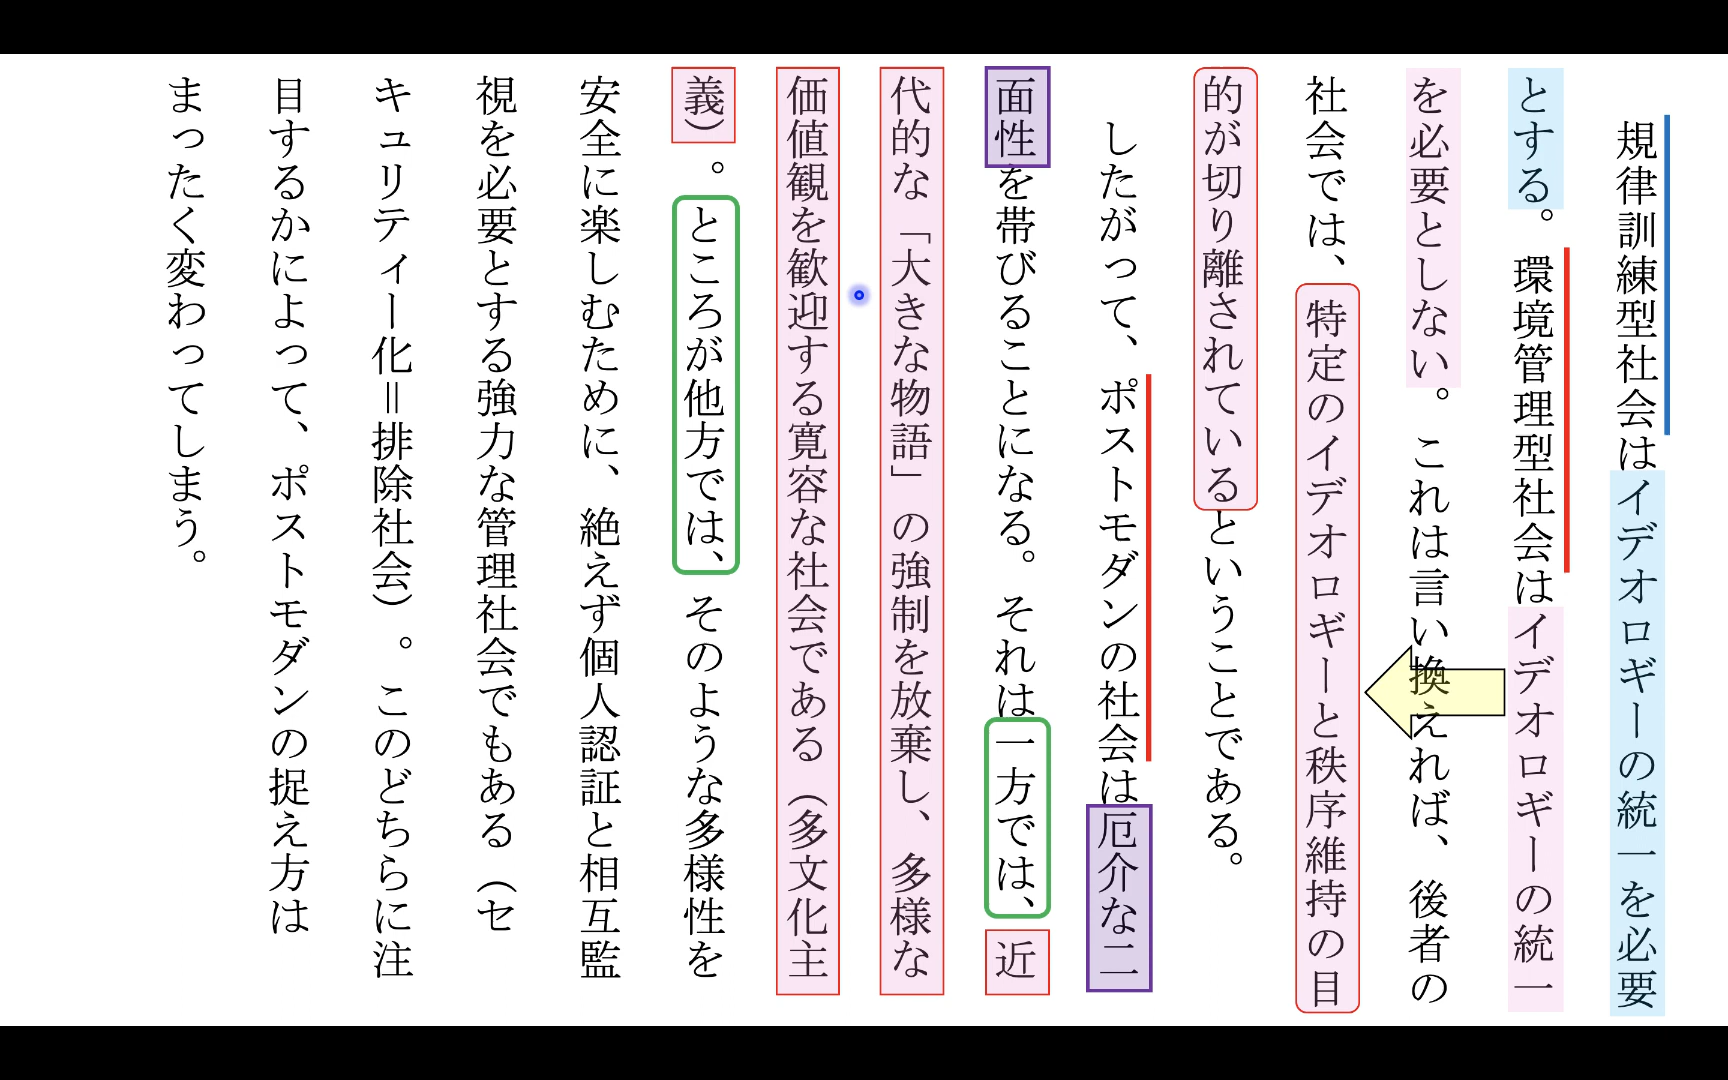 規律訓練型社会はイデオロギーの統一を必要
とする。環境管理型社会はイデオロギーの統一
を必要としない。これは言い換えれば、後者の
社会では、特定のイデオロギーと秩序維持の目
的が切り離されているということである。
したがって、ポストモダンの社会は厄介な二
面性を帯びることになる。それは一方では、近
代的な「大きな物語」の強制を放棄し、多様な
価値観を歓迎する寛容な社会である（多文化主
義）。ところが他方では、そのような多様性を
安全に楽しむために、絶えず個人認証と相互監
視を必要とする強力な管理社会でもある（セ
キュリティー化＝排除社会）。このどちらに注
目するかによって、ポストモダンの捉え方は
まったく変わってしまう。